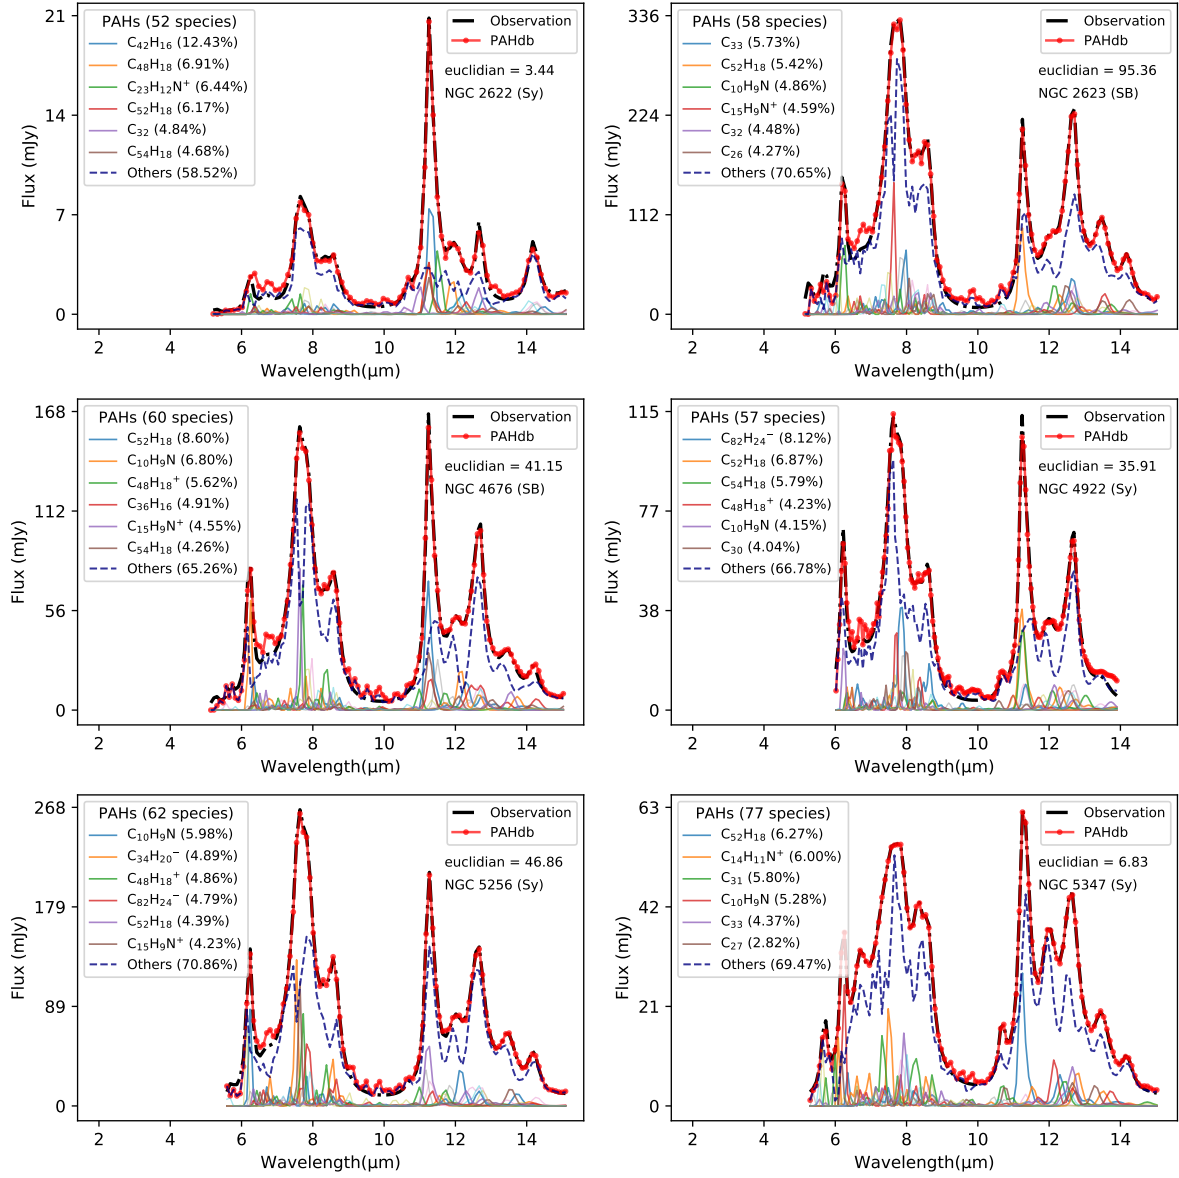 PAHs (52 species)
C42H16 (12.43%)
C48H18 (6.91%)
C23H12N+ (6.44%)
C52H18 (6.17%)
C32 (4.84%)
C54H18 (4.68%)
Others (58.52%)
Observation
PAHdb
euclidian = 3.44
NGC 2622 (Sy)
Flux (mJy)
21
14
7
0
2 4 6 8 10 12 14
Wavelength(μm)
PAHs (58 species)
C33 (5.73%)
C52H18 (5.42%)
C10H9N (4.86%)
C15H9N+ (4.59%)
C32 (4.48%)
C26 (4.27%)
Others (70.65%)
Observation
PAHdb
euclidian = 95.36
NGC 2623 (SB)
Flux (mJy)
336
224
112
0
2 4 6 8 10 12 14
Wavelength(μm)
PAHs (60 species)
C52H18 (8.60%)
C10H9N (6.80%)
C48H18+ (5.62%)
C36H16 (4.91%)
C15H9N+ (4.55%)
C54H18 (4.26%)
Others (65.26%)
Observation
PAHdb
euclidian = 41.15
NGC 4676 (SB)
Flux (mJy)
168
112
56
0
2 4 6 8 10 12 14
Wavelength(μm)
PAHs (57 species)
C82H24− (8.12%)
C52H18 (6.87%)
C54H18 (5.79%)
C48H18+ (4.23%)
C10H9N (4.15%)
C30 (4.04%)
Others (66.78%)
Observation
PAHdb
euclidian = 35.91
NGC 4922 (Sy)
Flux (mJy)
115
77
38
0
2 4 6 8 10 12 14
Wavelength(μm)
PAHs (62 species)
C10H9N (5.98%)
C34H20− (4.89%)
C48H18+ (4.86%)
C82H24− (4.79%)
C52H18 (4.39%)
C15H9N+ (4.23%)
Others (70.86%)
Observation
PAHdb
euclidian = 46.86
NGC 5256 (Sy)
Flux (mJy)
268
179
89
0
2 4 6 8 10 12 14
Wavelength(μm)
PAHs (77 species)
C52H18 (6.27%)
C14H11N+ (6.00%)
C31 (5.80%)
C10H9N (5.28%)
C33 (4.37%)
C27 (2.82%)
Others (69.47%)
Observation
PAHdb
euclidian = 6.83
NGC 5347 (Sy)
Flux (mJy)
63
42
21
0
2 4 6 8 10 12 14
Wavelength(μm)